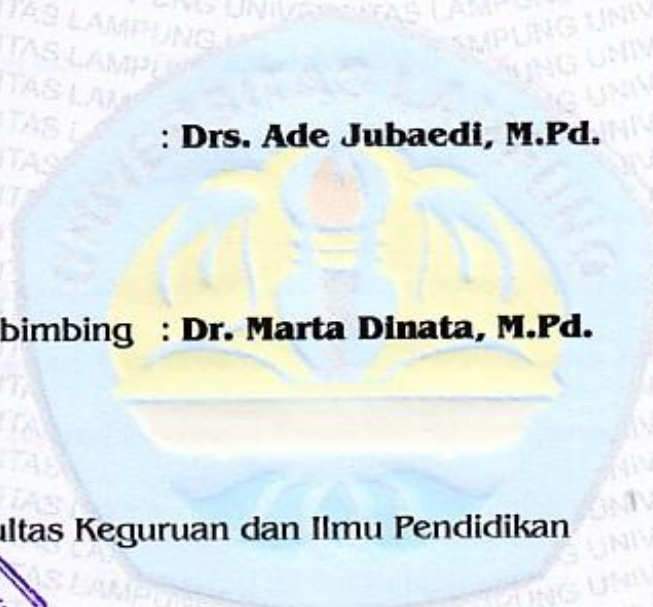 : Drs. Ade Jubaedi, M.Pd.
bimbing : Dr. Marta Dinata, M.Pd.
ultas Keguruan dan Ilmu Pendidikan